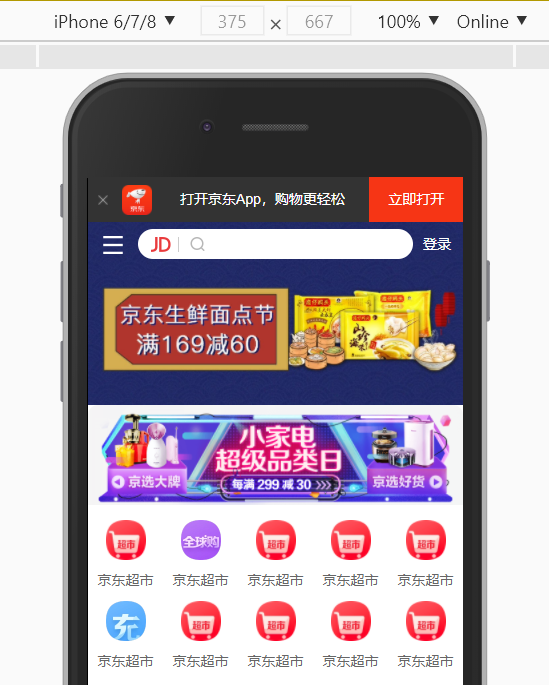 iPhone 6/7/8 ▼ 375 × 667 100% ▼ Online ▼
× 京东 打开京东App，购物更轻松 立即打开
JD 登录
京东生鲜面点节
满169减60
山珍海味
小家电
超级品类日
京选大牌 每满 299 减 30 京选好货
超市 全球购 超市 超市 超市
京东超市 京东超市 京东超市 京东超市 京东超市
充 超市 超市 超市 超市
京东超市 京东超市 京东超市 京东超市 京东超市